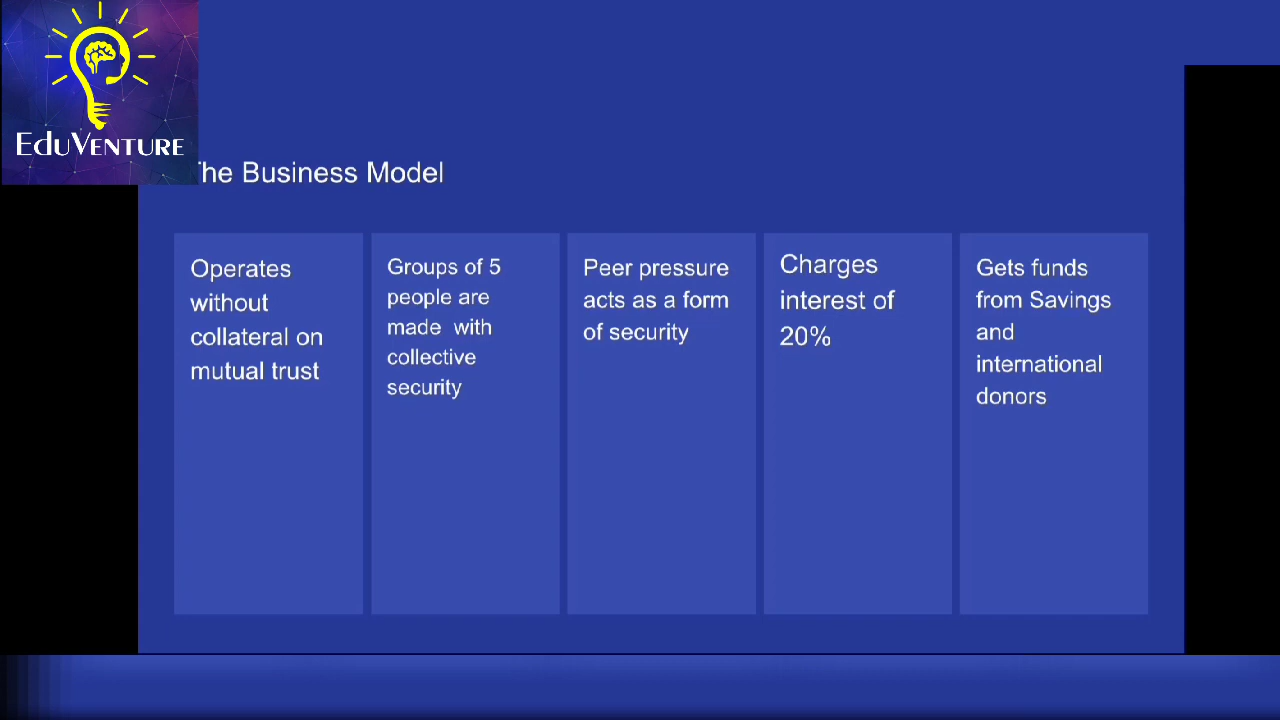 EduVenture
The Business Model
Operates
without
collateral on
mutual trust
Groups of 5
people are
made with
collective
security
Peer pressure
acts as a form
of security
Charges
interest of
20%
Gets funds
from Savings
and
international
donors